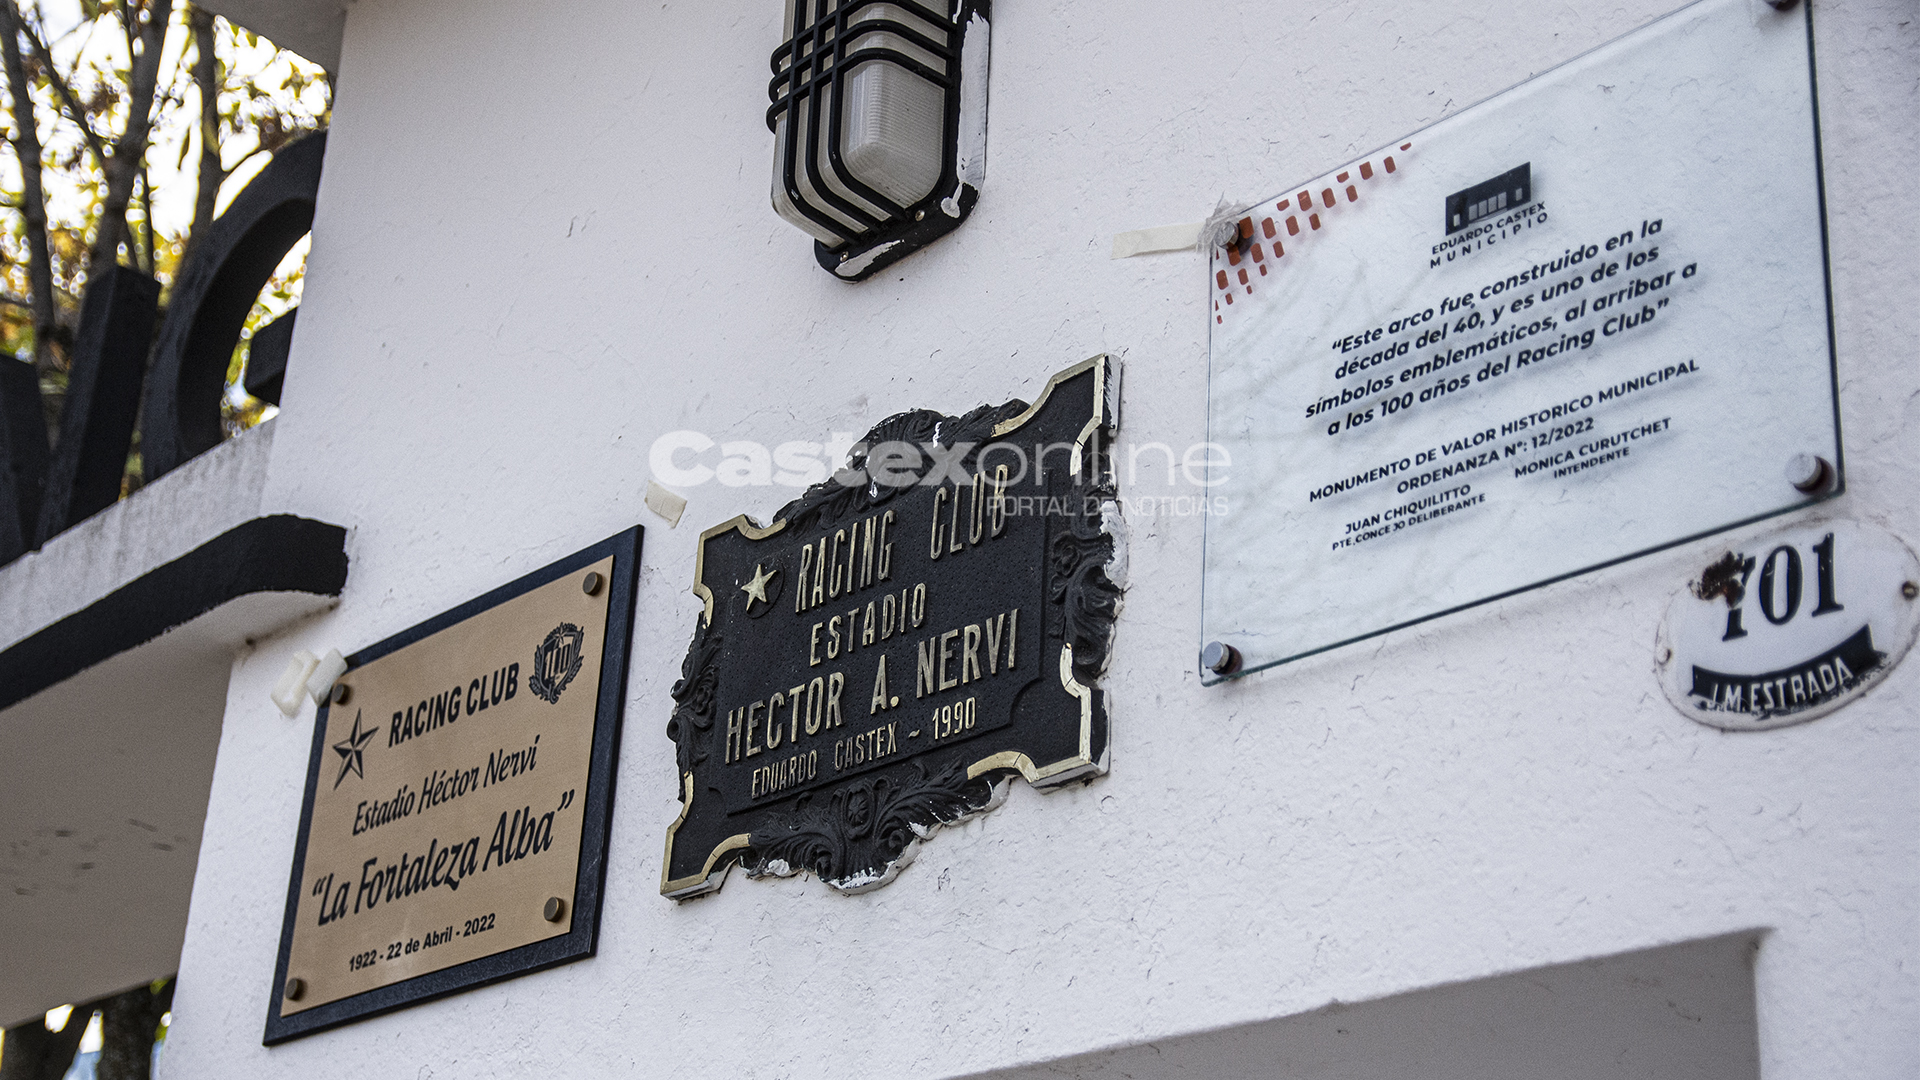 RACING CLUB
100
Estadio Héctor Nervi
"La Fortaleza Alba"
1922 - 22 de Abril - 2022
RACING CLUB
ESTADIO
HECTOR A. NERVI
EDUARDO CASTEX ~ 1990
Castexonline
PORTAL DE NOTICIAS
EDUARDO CASTEX
MUNICIPIO
“Este arco fue construido en la
década del 40, y es uno de los
símbolos emblemáticos, al arribar a
a los 100 años del Racing Club”
MONUMENTO DE VALOR HISTORICO MUNICIPAL
ORDENANZA N°: 12/2022
JUAN CHIQUILITTO
PTE.CONCEJO DELIBERANTE
MONICA CURUTCHET
INTENDENTE
701
J.M.ESTRADA